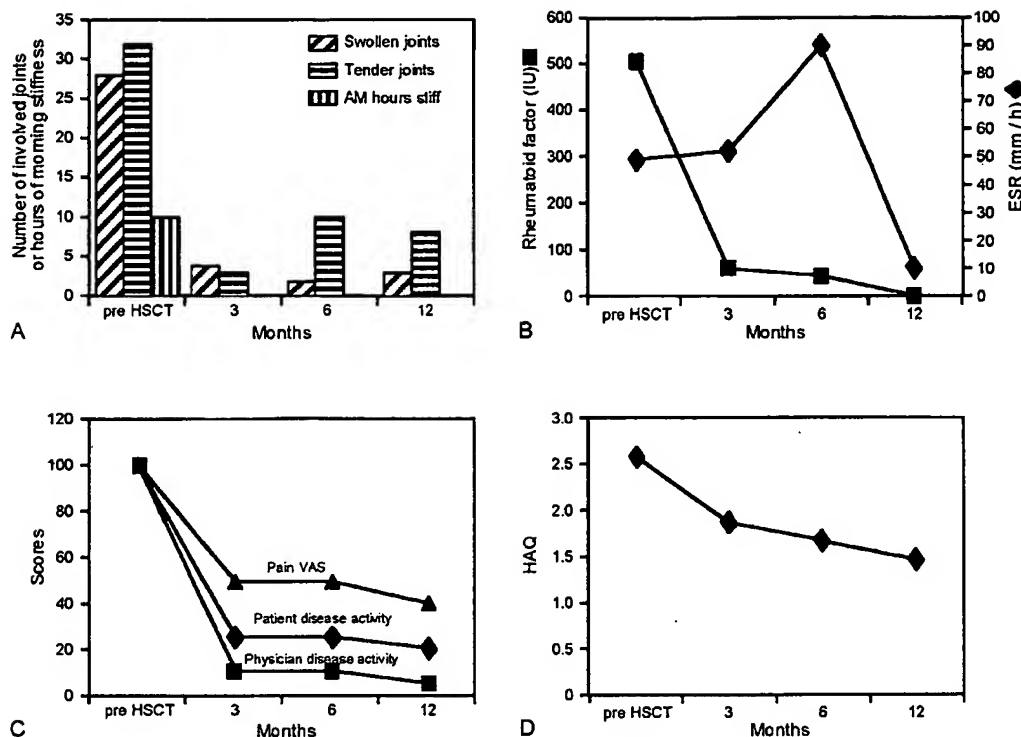 35
30
25
20
15
10
5
0
Number of involved joints
or hours of morning stiffness
Swollen joints
Tender joints
AM hours stiff
pre HSCT 3 6 12
Months
A
600
500
400
300
200
100
0
Rheumatoid factor (IU)
100
90
80
70
60
50
40
30
20
10
0
ESR (mm / h)
pre HSCT 3 6 12
Months
B
120
100
80
60
40
20
0
Scores
Pain VAS
Patient disease activity
Physician disease activity
pre HSCT 3 6 12
Months
C
3.0
2.5
2.0
1.5
1.0
0.5
0.0
HAQ
pre HSCT 3 6 12
Months
D